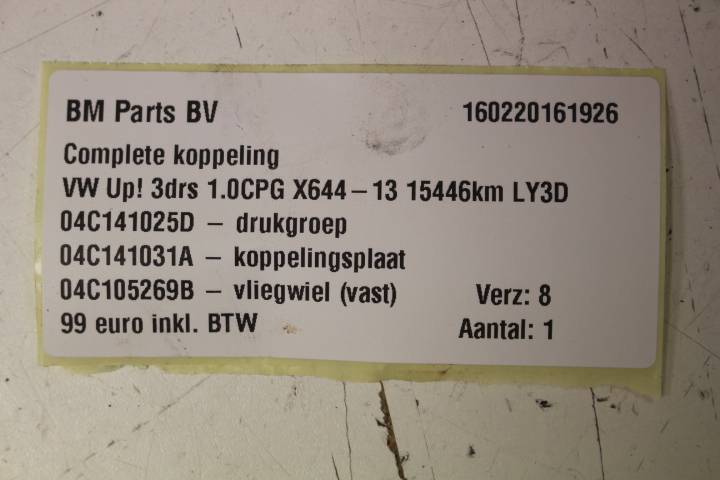 BM Parts BV 160220161926
Complete koppeling
VW Up! 3drs 1.0CPG X644-13 15446km LY3D
04C141025D - drukgroep
04C141031A - koppelingsplaat
04C105269B - vliegwiel (vast) Verz: 8
99 euro inkl. BTW Aantal: 1